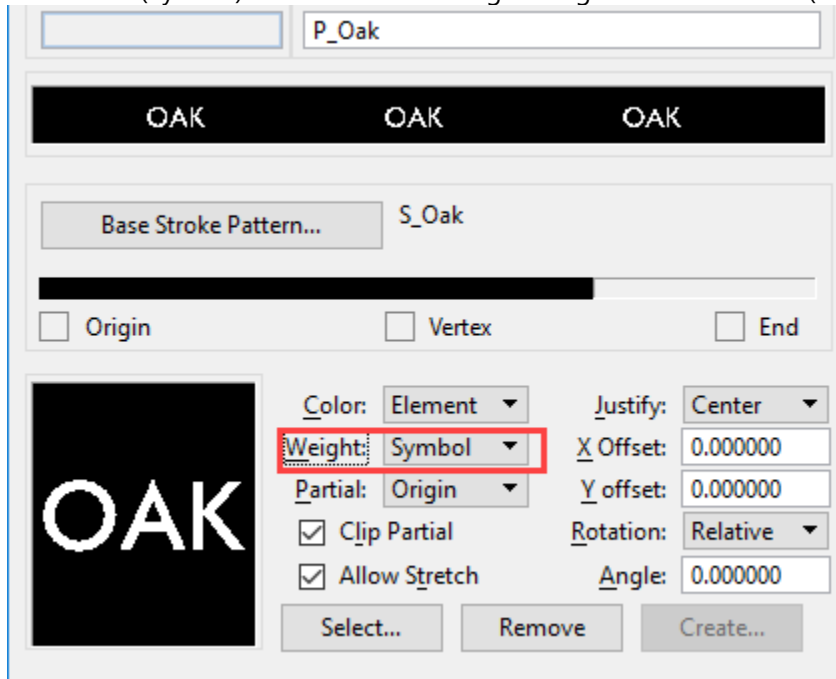 P_Oak
OAK OAK OAK
Base Stroke Pattern... S_Oak
Origin Vertex End
Color: Element Justify: Center
Weight: Symbol X Offset: 0.000000
Partial: Origin Y offset: 0.000000
Clip Partial Rotation: Relative
Allow Stretch Angle: 0.000000
OAK
Select... Remove Create...